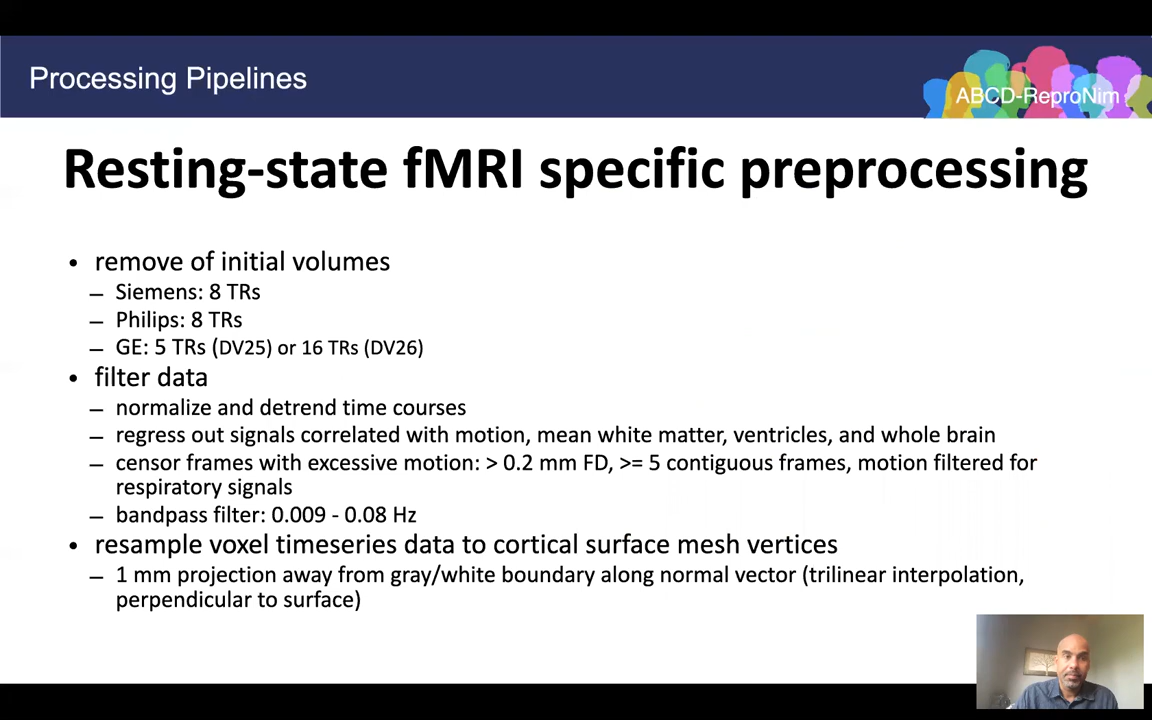 Processing Pipelines
ABCD-ReproNim
Resting-state fMRI specific preprocessing
• remove of initial volumes
– Siemens: 8 TRs
– Philips: 8 TRs
– GE: 5 TRs (DV25) or 16 TRs (DV26)
• filter data
– normalize and detrend time courses
– regress out signals correlated with motion, mean white matter, ventricles, and whole brain
– censor frames with excessive motion: > 0.2 mm FD, >= 5 contiguous frames, motion filtered for
respiratory signals
– bandpass filter: 0.009 - 0.08 Hz
• resample voxel timeseries data to cortical surface mesh vertices
– 1 mm projection away from gray/white boundary along normal vector (trilinear interpolation,
perpendicular to surface)